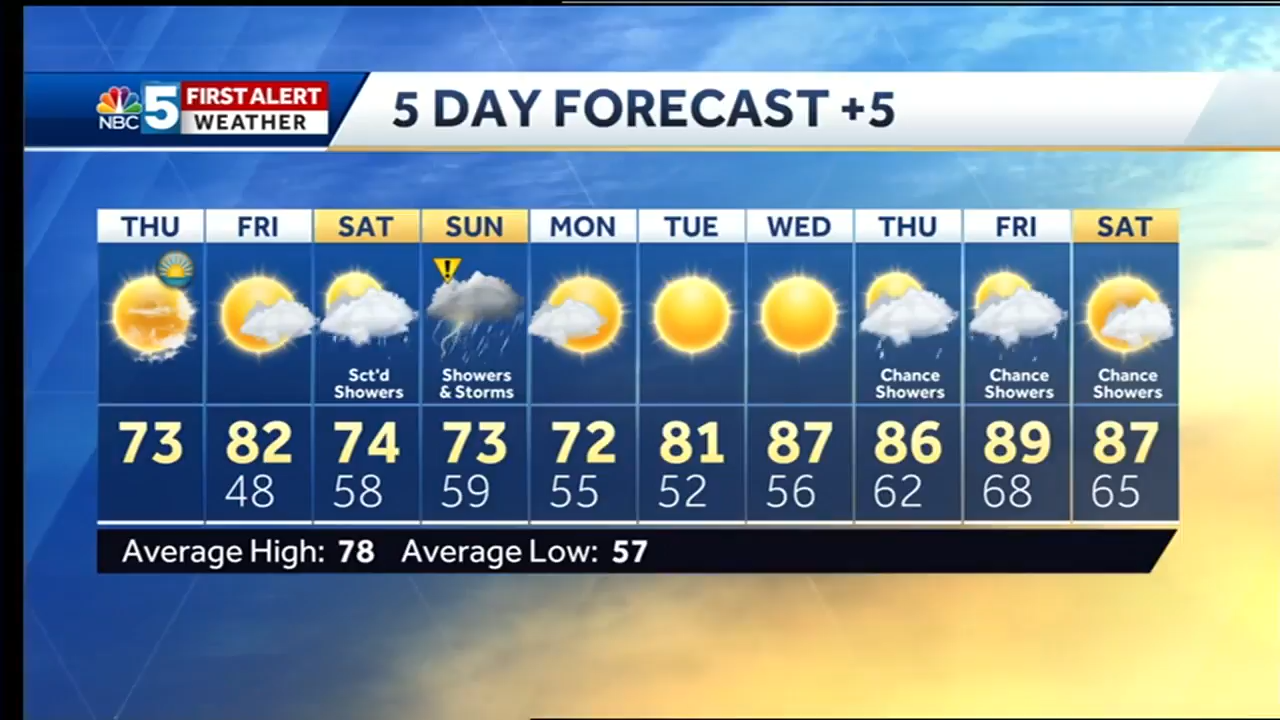 NBC 5 FIRST ALERT
WEATHER
5 DAY FORECAST +5
THU FRI SAT SUN MON TUE WED THU FRI SAT
!
Sct'd Showers Chance Chance Chance
Showers & Storms Showers Showers Showers
73 82 74 73 72 81 87 86 89 87
48 58 59 55 52 56 62 68 65
Average High: 78 Average Low: 57